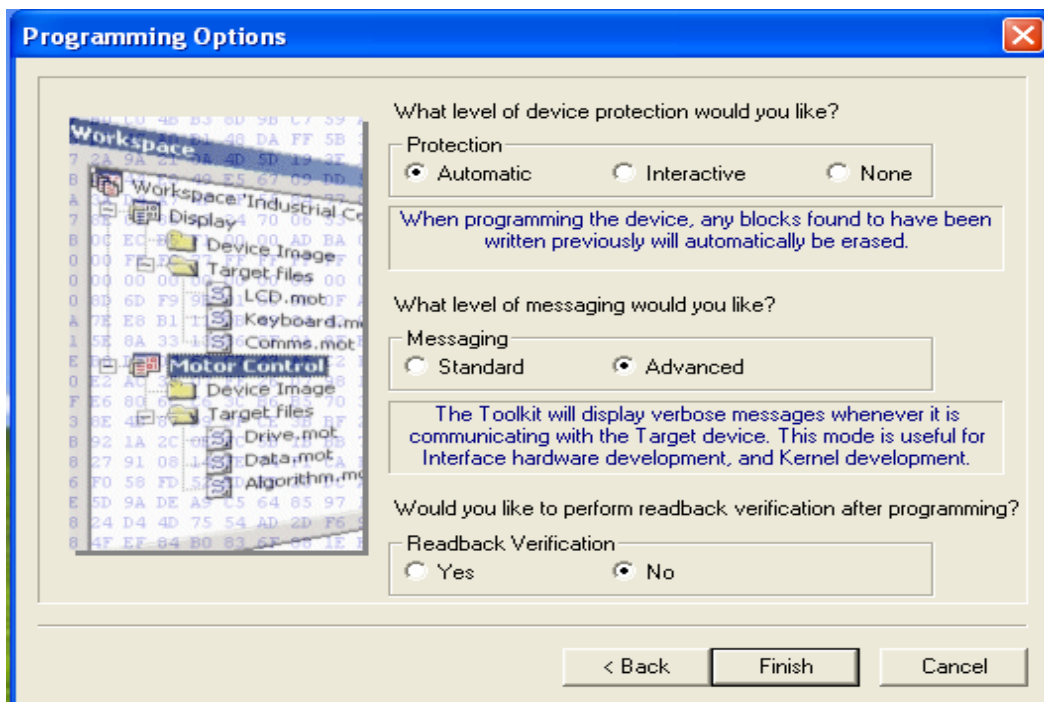 Programming Options
Workspace
Workspace 'Industrial Ce
Display
Device Image
Target files
LCD.mot
Keyboard.m
Comms.mot
Motor Control
Device Image
Target files
Drive.mot
Data.mot
Algorithm.m
What level of device protection would you like?
Protection
Automatic Interactive None
When programming the device, any blocks found to have been
written previously will automatically be erased.
What level of messaging would you like?
Messaging
Standard Advanced
The Toolkit will display verbose messages whenever it is
communicating with the Target device. This mode is useful for
Interface hardware development, and Kernel development.
Would you like to perform readback verification after programming?
Readback Verification
Yes No
< Back Finish Cancel